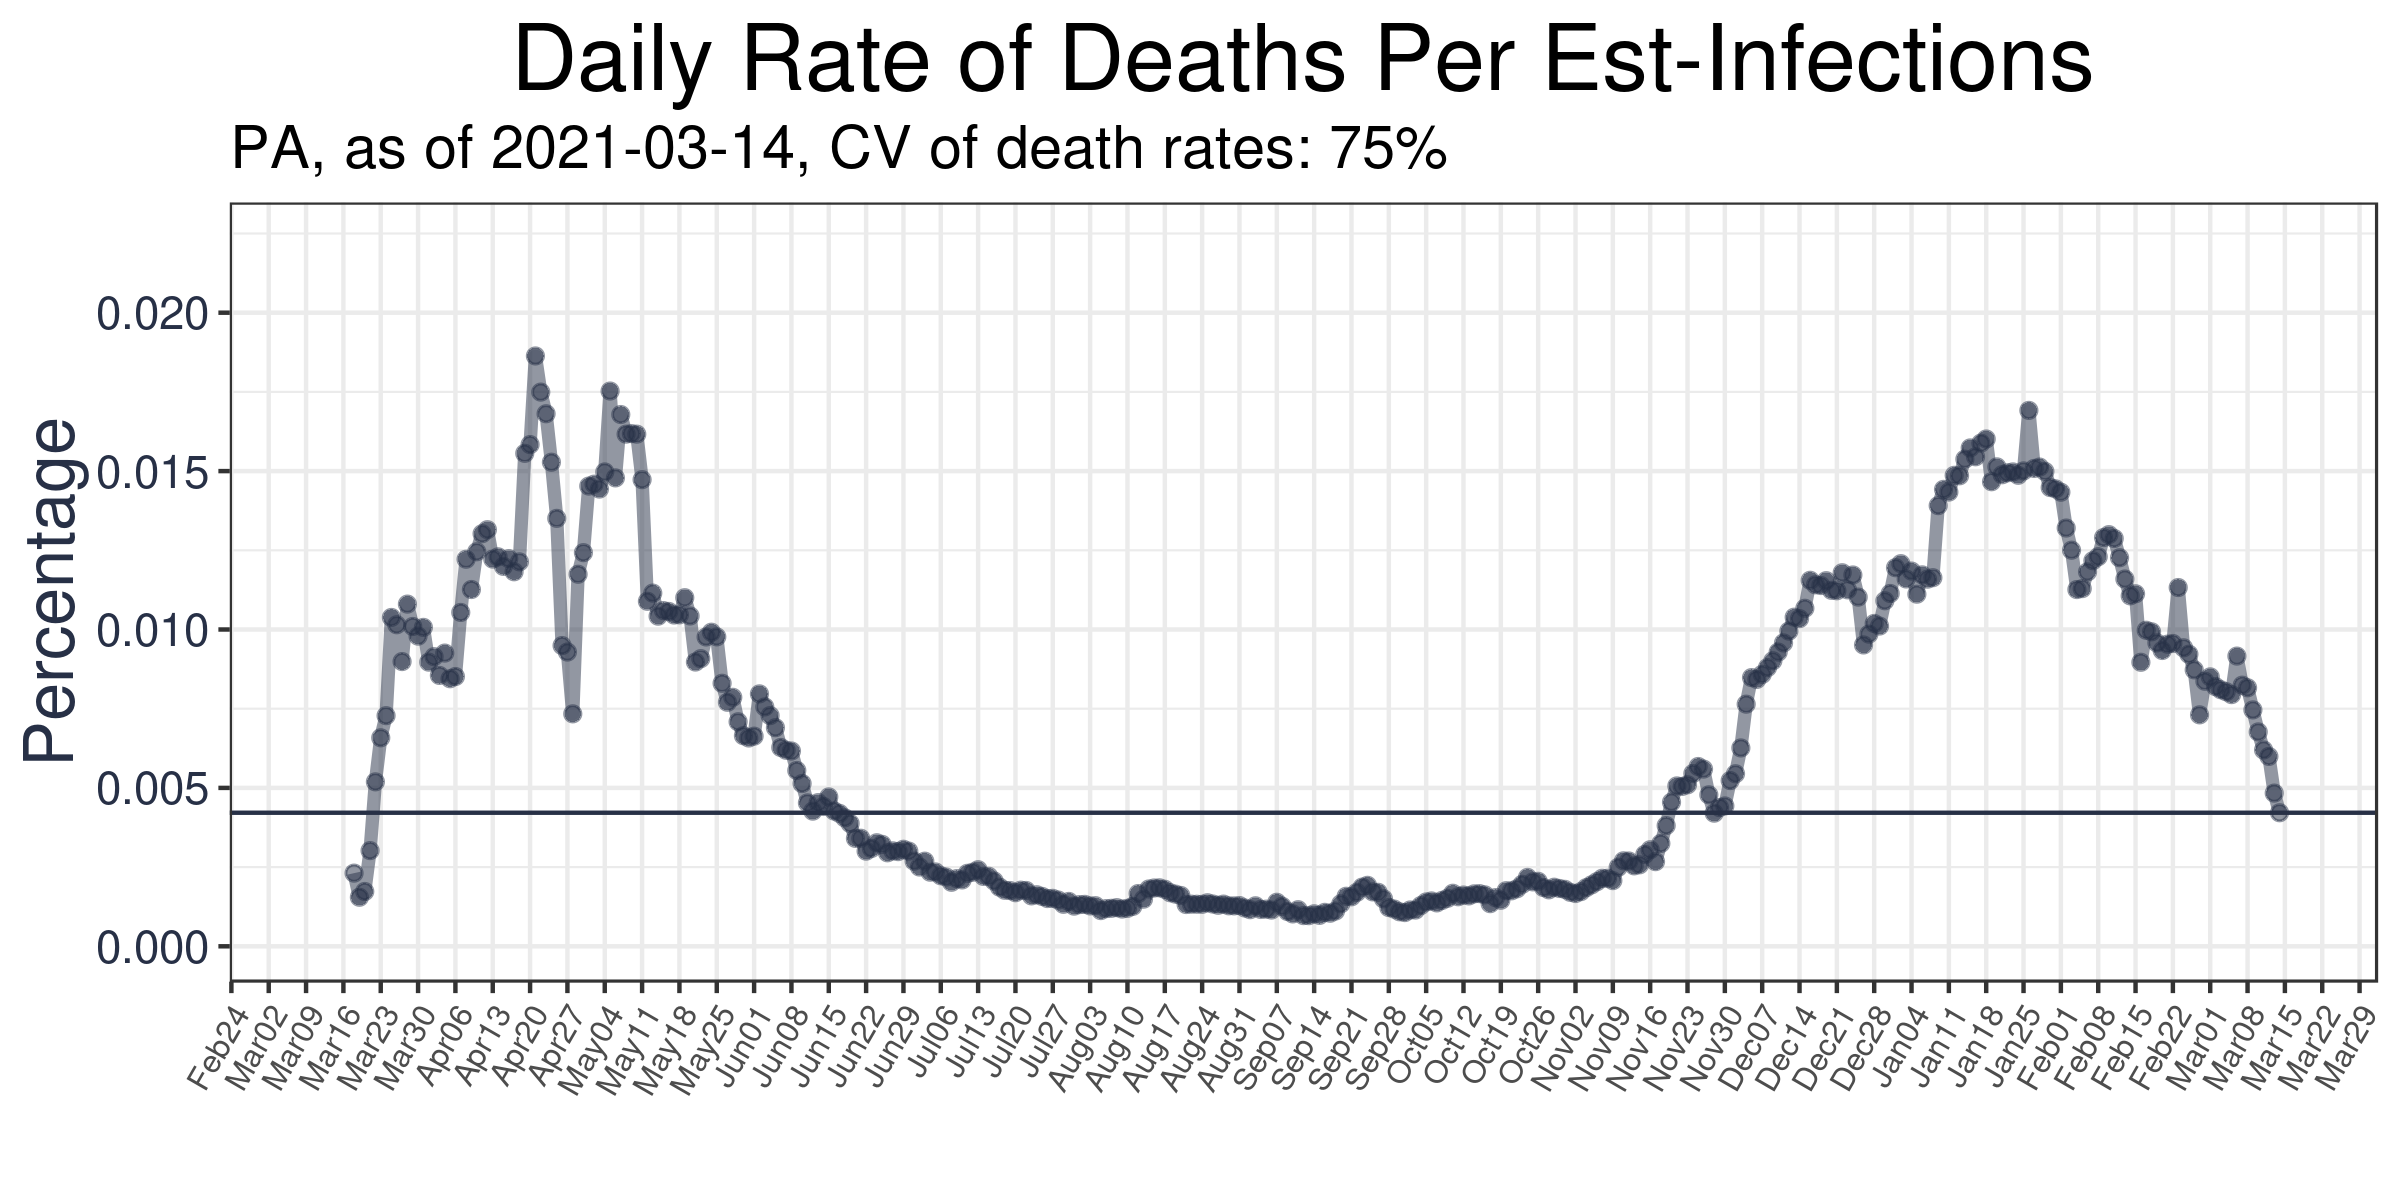 Daily Rate of Deaths Per Est-Infections
PA, as of 2021-03-14, CV of death rates: 75%
Percentage
0.020
0.015
0.010
0.005
0.000
Feb24
Mar02
Mar09
Mar16
Mar23
Mar30
Apr06
Apr13
Apr20
Apr27
May04
May11
May18
May25
Jun01
Jun08
Jun15
Jun22
Jun29
Jul06
Jul13
Jul20
Jul27
Aug03
Aug10
Aug17
Aug24
Aug31
Sep07
Sep14
Sep21
Sep28
Oct05
Oct12
Oct19
Oct26
Nov02
Nov09
Nov16
Nov23
Nov30
Dec07
Dec14
Dec21
Dec28
Jan04
Jan11
Jan18
Jan25
Feb01
Feb08
Feb15
Feb22
Mar01
Mar08
Mar15
Mar22
Mar29